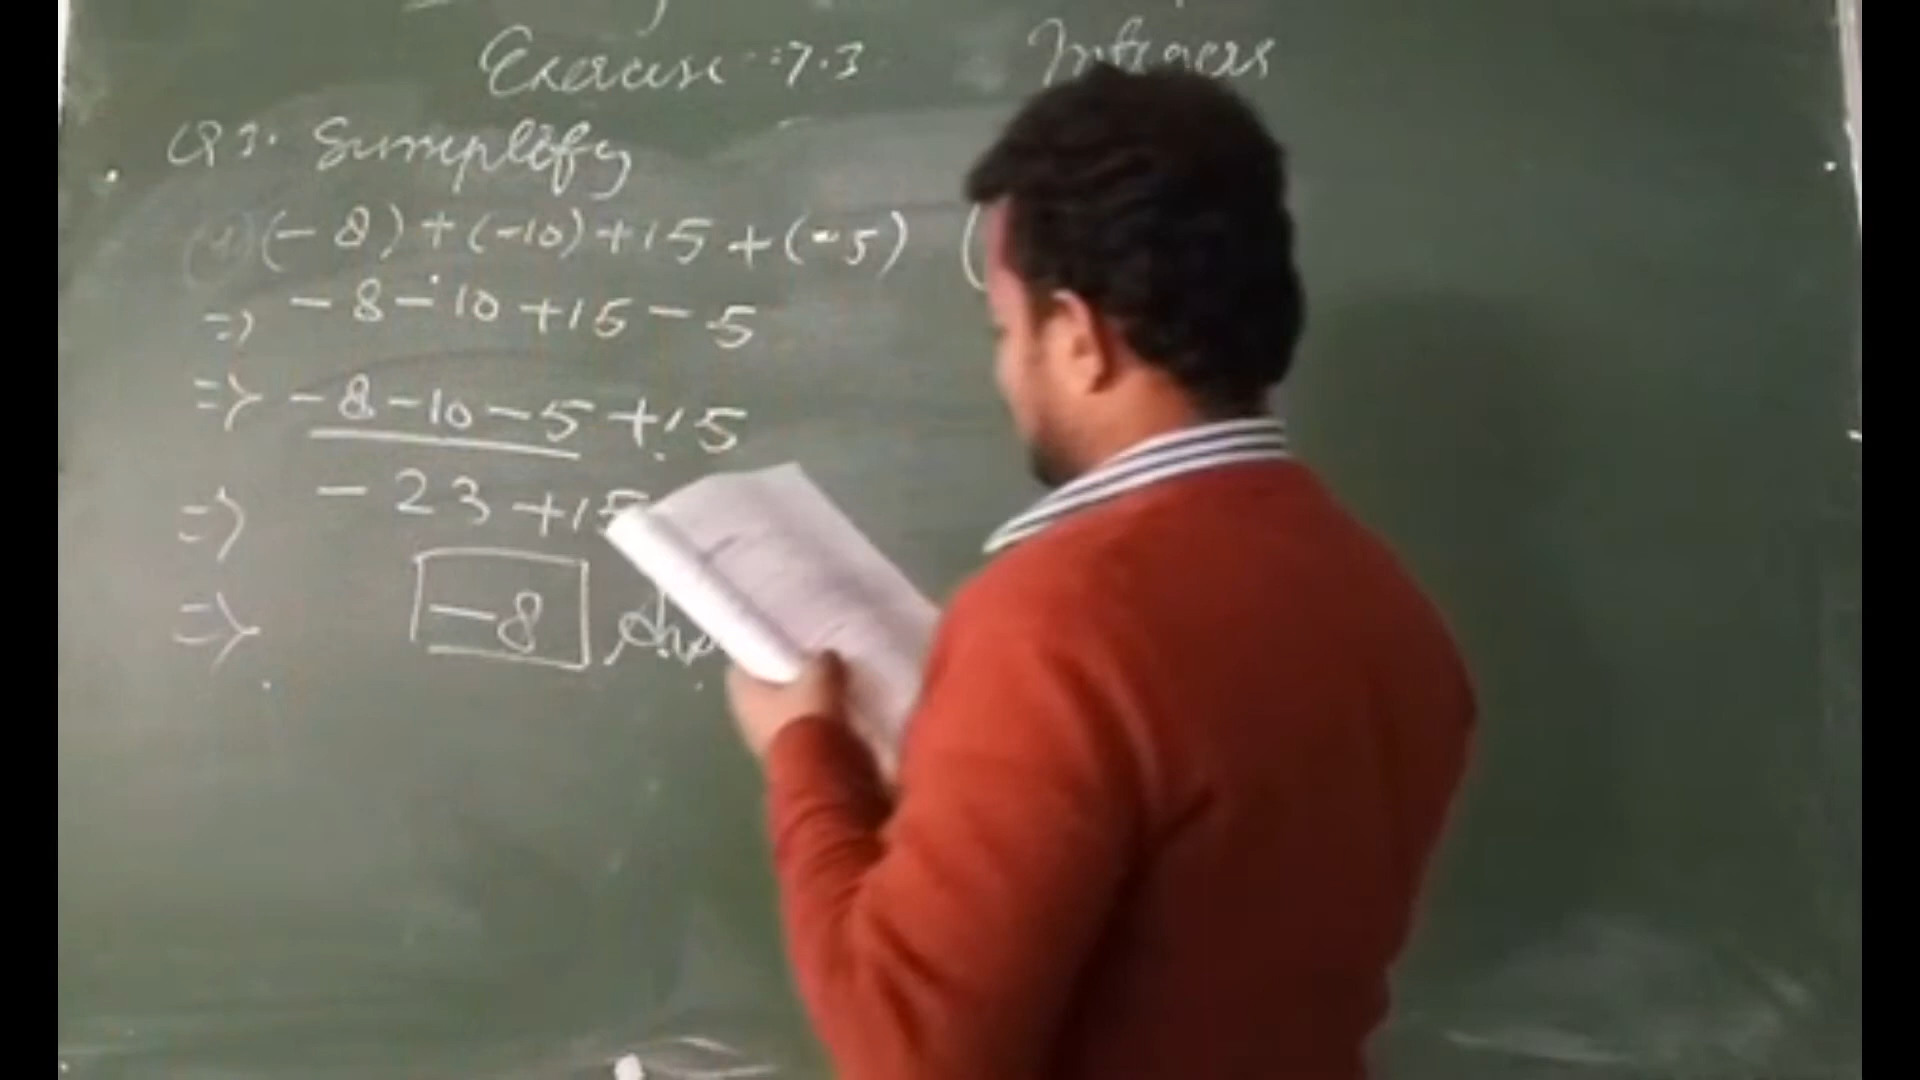 Exercise :7.3 Integers
Q1. Simplify
(-8)+(-10)+15+(-5) (
=> -8-10+15-5
=> -8-10-5+15
=> -23+15
=> -8 Ans